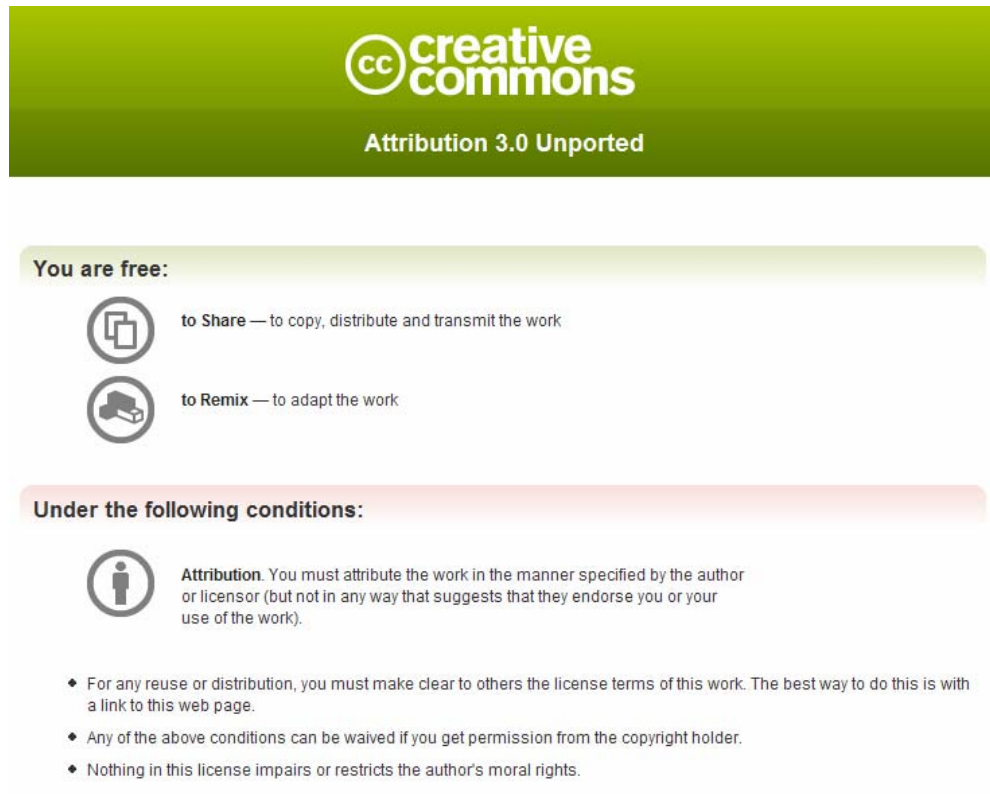 cc creative
commons
Attribution 3.0 Unported
You are free:
to Share — to copy, distribute and transmit the work
to Remix — to adapt the work
Under the following conditions:
Attribution. You must attribute the work in the manner specified by the author
or licensor (but not in any way that suggests that they endorse you or your
use of the work).
• For any reuse or distribution, you must make clear to others the license terms of this work. The best way to do this is with
a link to this web page.
• Any of the above conditions can be waived if you get permission from the copyright holder.
• Nothing in this license impairs or restricts the author's moral rights.